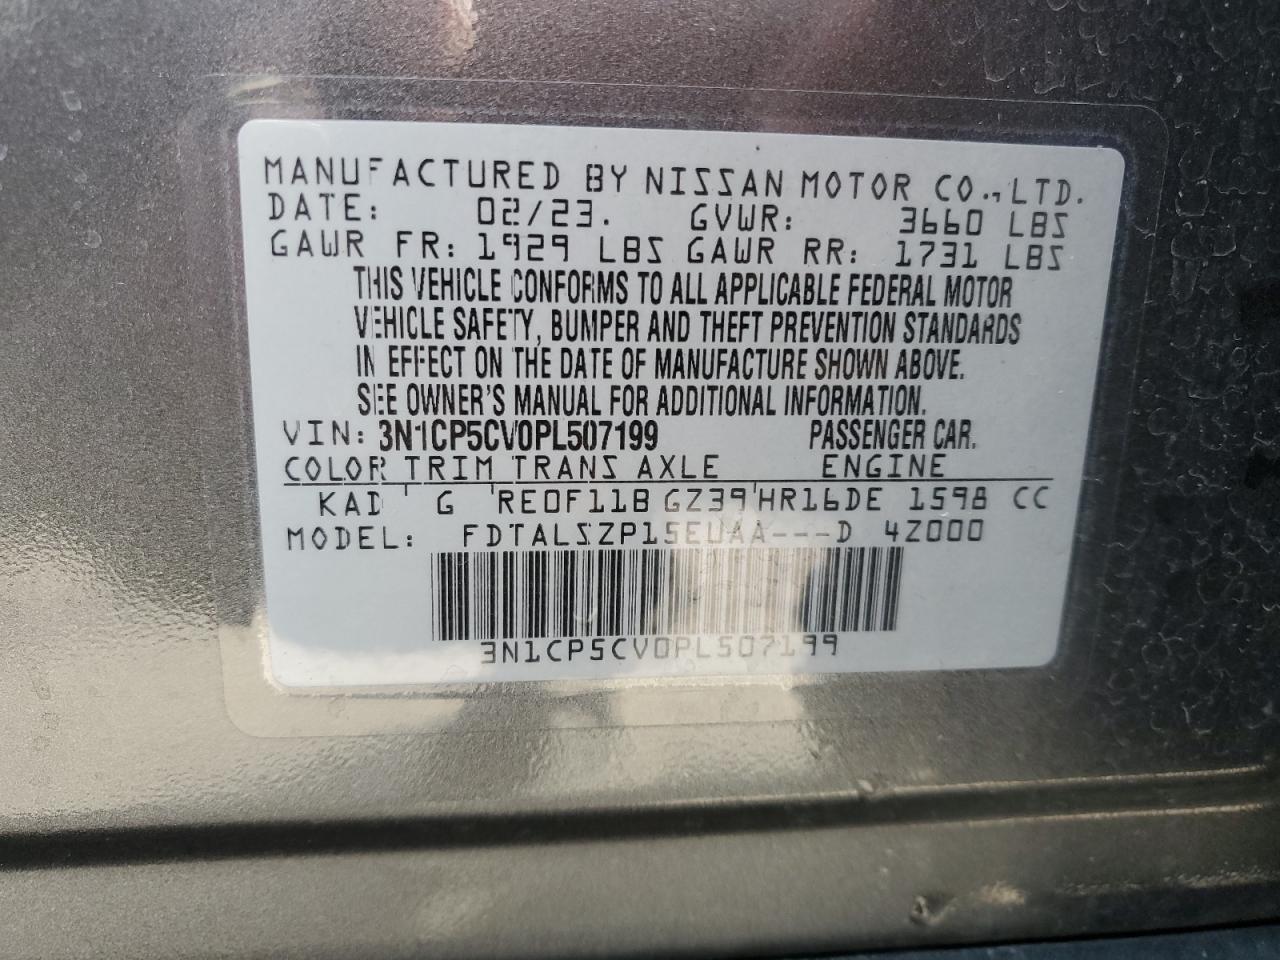 MANUFACTURED BY NISSAN MOTOR CO., LTD.
DATE: 02/23. GVWR: 3660 LBS
GAWR FR: 1929 LBS GAWR RR: 1731 LBS
THIS VEHICLE CONFORMS TO ALL APPLICABLE FEDERAL MOTOR
VEHICLE SAFETY, BUMPER AND THEFT PREVENTION STANDARDS
IN EFFECT ON THE DATE OF MANUFACTURE SHOWN ABOVE.
SEE OWNER'S MANUAL FOR ADDITIONAL INFORMATION.
VIN: 3N1CP5CV0PL507199 PASSENGER CAR.
COLOR TRIM TRANS AXLE ENGINE
KAD G RE0F11B GZ39 HR16DE 1598 CC
MODEL: FDTALSZP15EUAA---D 4Z000
3N1CP5CV0PL507199